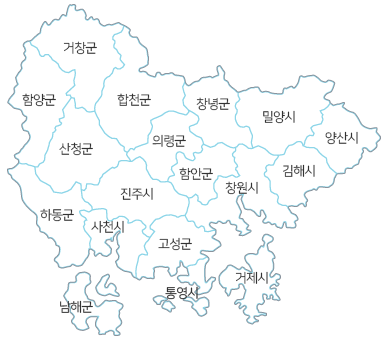 거창군
함양군
합천군
창녕군
밀양시
양산시
산청군
의령군
함안군
김해시
진주시
창원시
하동군
사천시
고성군
거제시
남해군
통영시